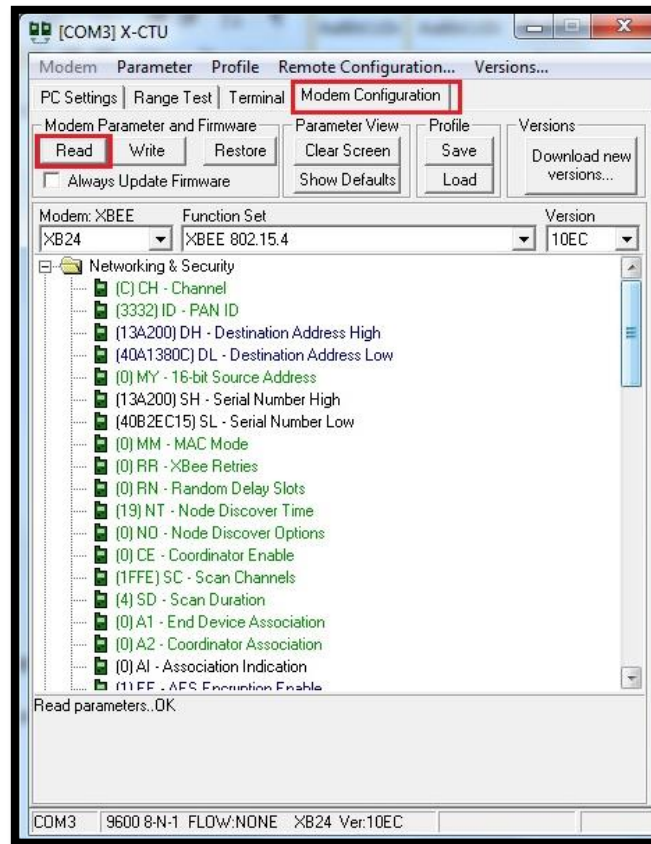 [COM3] X-CTU
Modem Parameter Profile Remote Configuration... Versions...
PC Settings Range Test Terminal Modem Configuration
Modem Parameter and Firmware Parameter View Profile Versions
Read Write Restore Clear Screen Save Download new versions...
Always Update Firmware Show Defaults Load
Modem: XBEE Function Set Version
XB24 XBEE 802.15.4 10EC
Networking & Security
(C) CH - Channel
(3332) ID - PAN ID
(13A200) DH - Destination Address High
(40A1380C) DL - Destination Address Low
(0) MY - 16-bit Source Address
(13A200) SH - Serial Number High
(40B2EC15) SL - Serial Number Low
(0) MM - MAC Mode
(0) RR - XBee Retries
(0) RN - Random Delay Slots
(19) NT - Node Discover Time
(0) NO - Node Discover Options
(0) CE - Coordinator Enable
(1FFE) SC - Scan Channels
(4) SD - Scan Duration
(0) A1 - End Device Association
(0) A2 - Coordinator Association
(0) AI - Association Indication
(1) EE - AES Encryption Enable
Read parameters..OK
COM3 9600 8-N-1 FLOW:NONE XB24 Ver:10EC